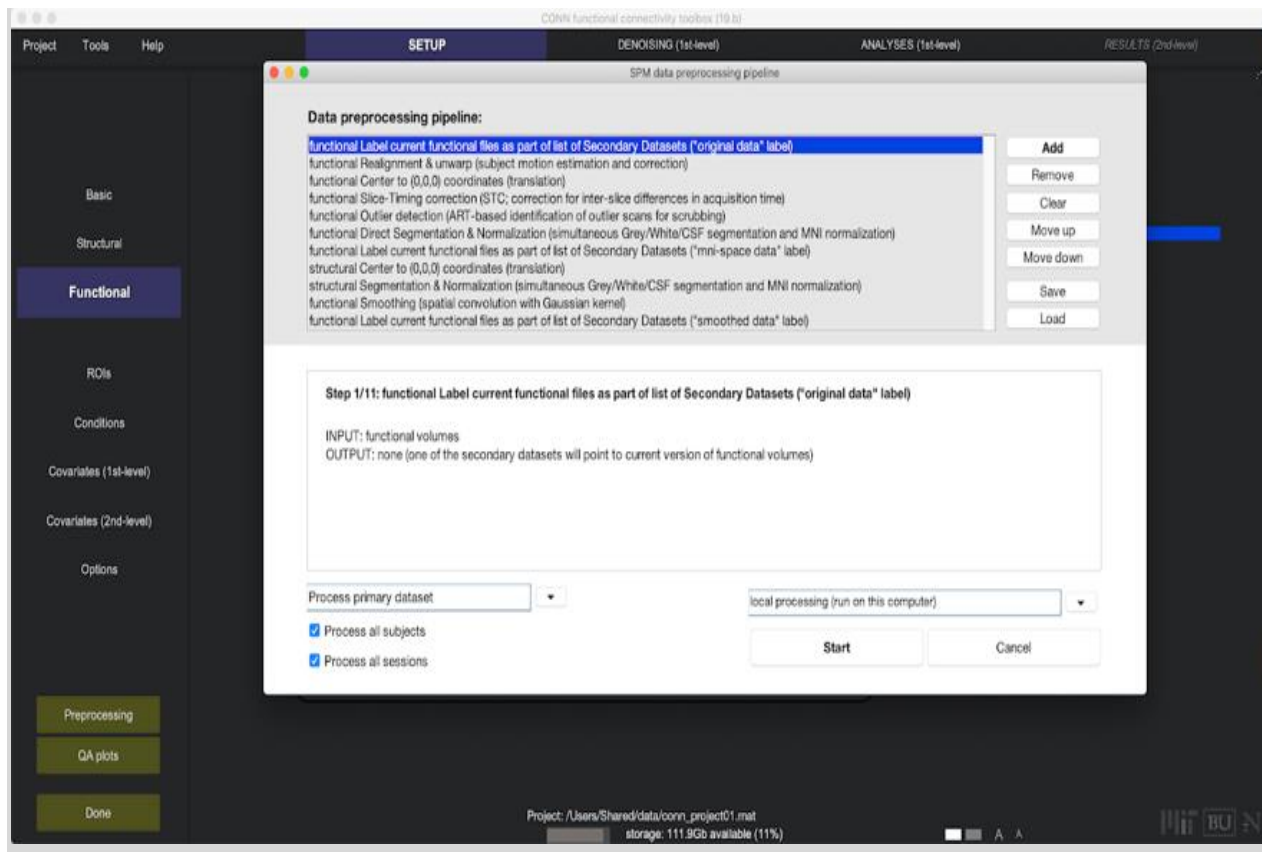 CONN functional connectivity toolbox (19.b)
Project Tools Help SETUP DENOISING (1st-level) ANALYSES (1st-level) RESULTS (2nd-level)
SPM data preprocessing pipeline
Data preprocessing pipeline:
functional Label current functional files as part of list of Secondary Datasets ("original data" label)
functional Realignment & unwarp (subject motion estimation and correction)
functional Center to (0,0,0) coordinates (translation)
functional Slice-Timing correction (STC; correction for inter-slice differences in acquisition time)
functional Outlier detection (ART-based identification of outlier scans for scrubbing)
functional Direct Segmentation & Normalization (simultaneous Grey/White/CSF segmentation and MNI normalization)
functional Label current functional files as part of list of Secondary Datasets ("mni-space data" label)
structural Center to (0,0,0) coordinates (translation)
structural Segmentation & Normalization (simultaneous Grey/White/CSF segmentation and MNI normalization)
functional Smoothing (spatial convolution with Gaussian kernel)
functional Label current functional files as part of list of Secondary Datasets ("smoothed data" label)
Add
Remove
Clear
Move up
Move down
Save
Load
Basic
Structural
Functional
ROIs
Conditions
Covariates (1st-level)
Covariates (2nd-level)
Options
Preprocessing
QA plots
Done
Step 1/11: functional Label current functional files as part of list of Secondary Datasets ("original data" label)
INPUT: functional volumes
OUTPUT: none (one of the secondary datasets will point to current version of functional volumes)
Process primary dataset
local processing (run on this computer)
Process all subjects
Process all sessions
Start Cancel
Project: /Users/Shared/data/conn_project01.mat
storage: 111.9Gb available (11%)
A A
BU N